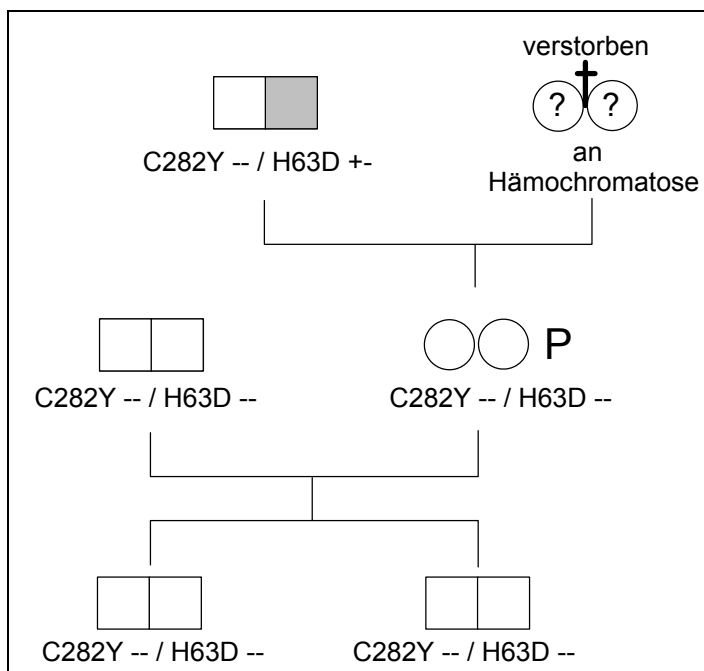 verstorben
? ?
C282Y -- / H63D +-
an
Hämochromatose
P
C282Y -- / H63D --
C282Y -- / H63D --
C282Y -- / H63D --
C282Y -- / H63D --